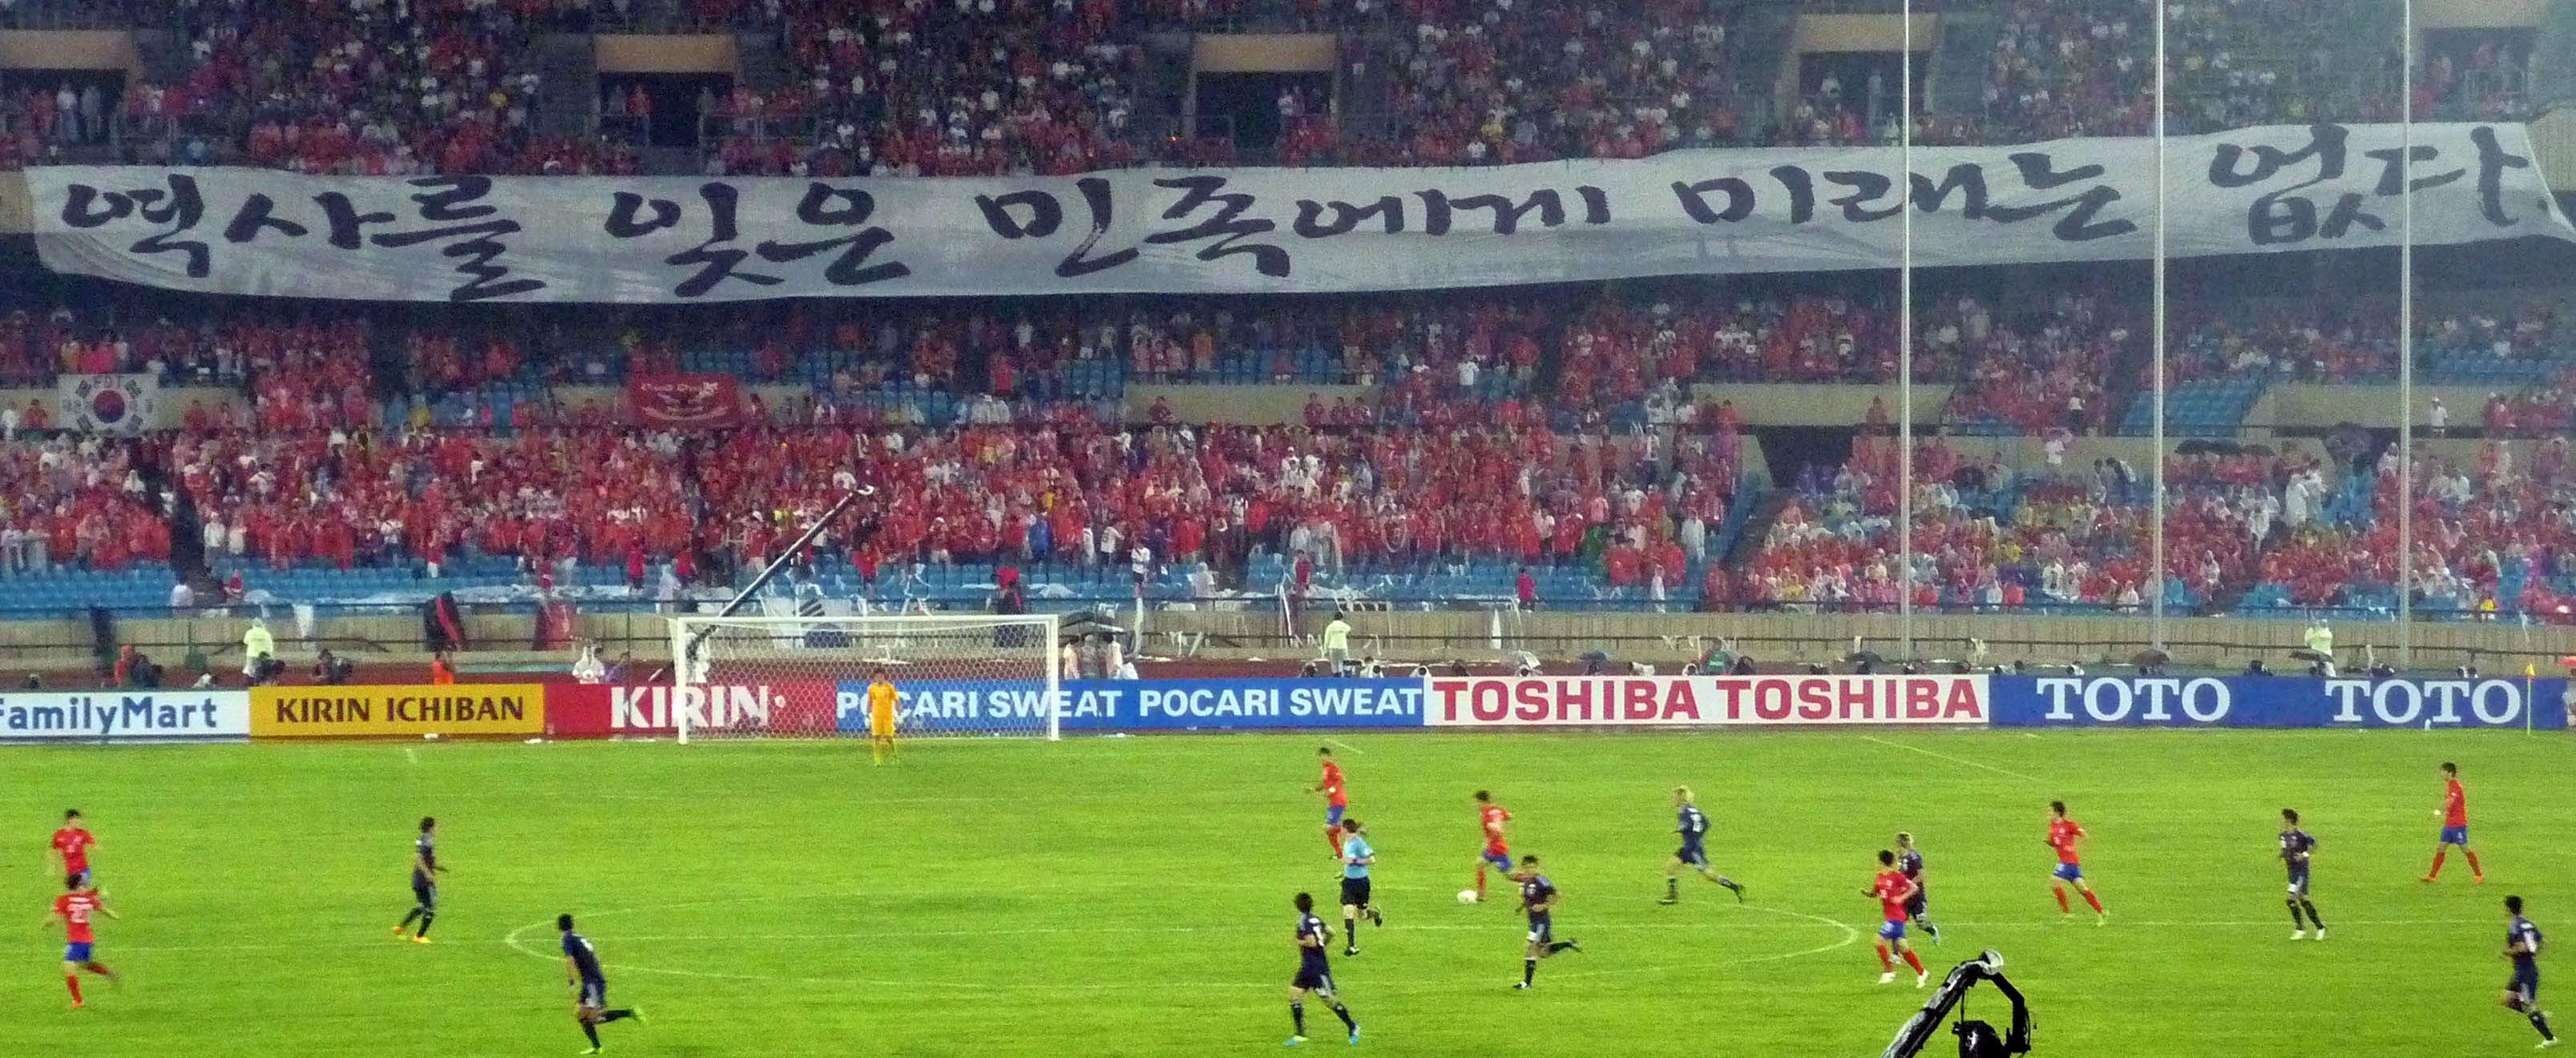 역사를 잊은 민족에게 미래는 없다
FamilyMart KIRIN ICHIBAN KIRIN POCARI SWEAT POCARI SWEAT TOSHIBA TOSHIBA TOTO TOTO
20